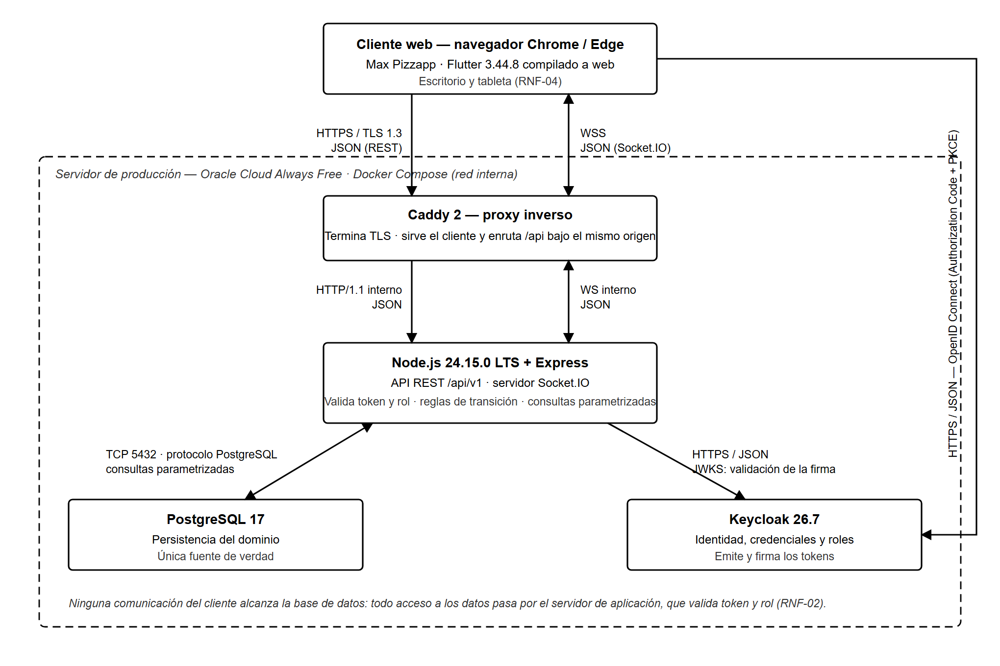 Cliente web — navegador Chrome / Edge
Max Pizzapp · Flutter 3.44.8 compilado a web
Escritorio y tableta (RNF-04)
HTTPS / TLS 1.3
JSON (REST)
WSS
JSON (Socket.IO)
Servidor de producción — Oracle Cloud Always Free · Docker Compose (red interna)
Caddy 2 — proxy inverso
Termina TLS · sirve el cliente y enruta /api bajo el mismo origen
HTTP/1.1 interno
JSON
WS interno
JSON
HTTPS / JSON — OpenID Connect (Authorization Code + PKCE)
Node.js 24.15.0 LTS + Express
API REST /api/v1 · servidor Socket.IO
Valida token y rol · reglas de transición · consultas parametrizadas
TCP 5432 · protocolo PostgreSQL
consultas parametrizadas
HTTPS / JSON
JWKS: validación de la firma
PostgreSQL 17
Persistencia del dominio
Única fuente de verdad
Keycloak 26.7
Identidad, credenciales y roles
Emite y firma los tokens
Ninguna comunicación del cliente alcanza la base de datos: todo acceso a los datos pasa por el servidor de aplicación, que valida token y rol (RNF-02).